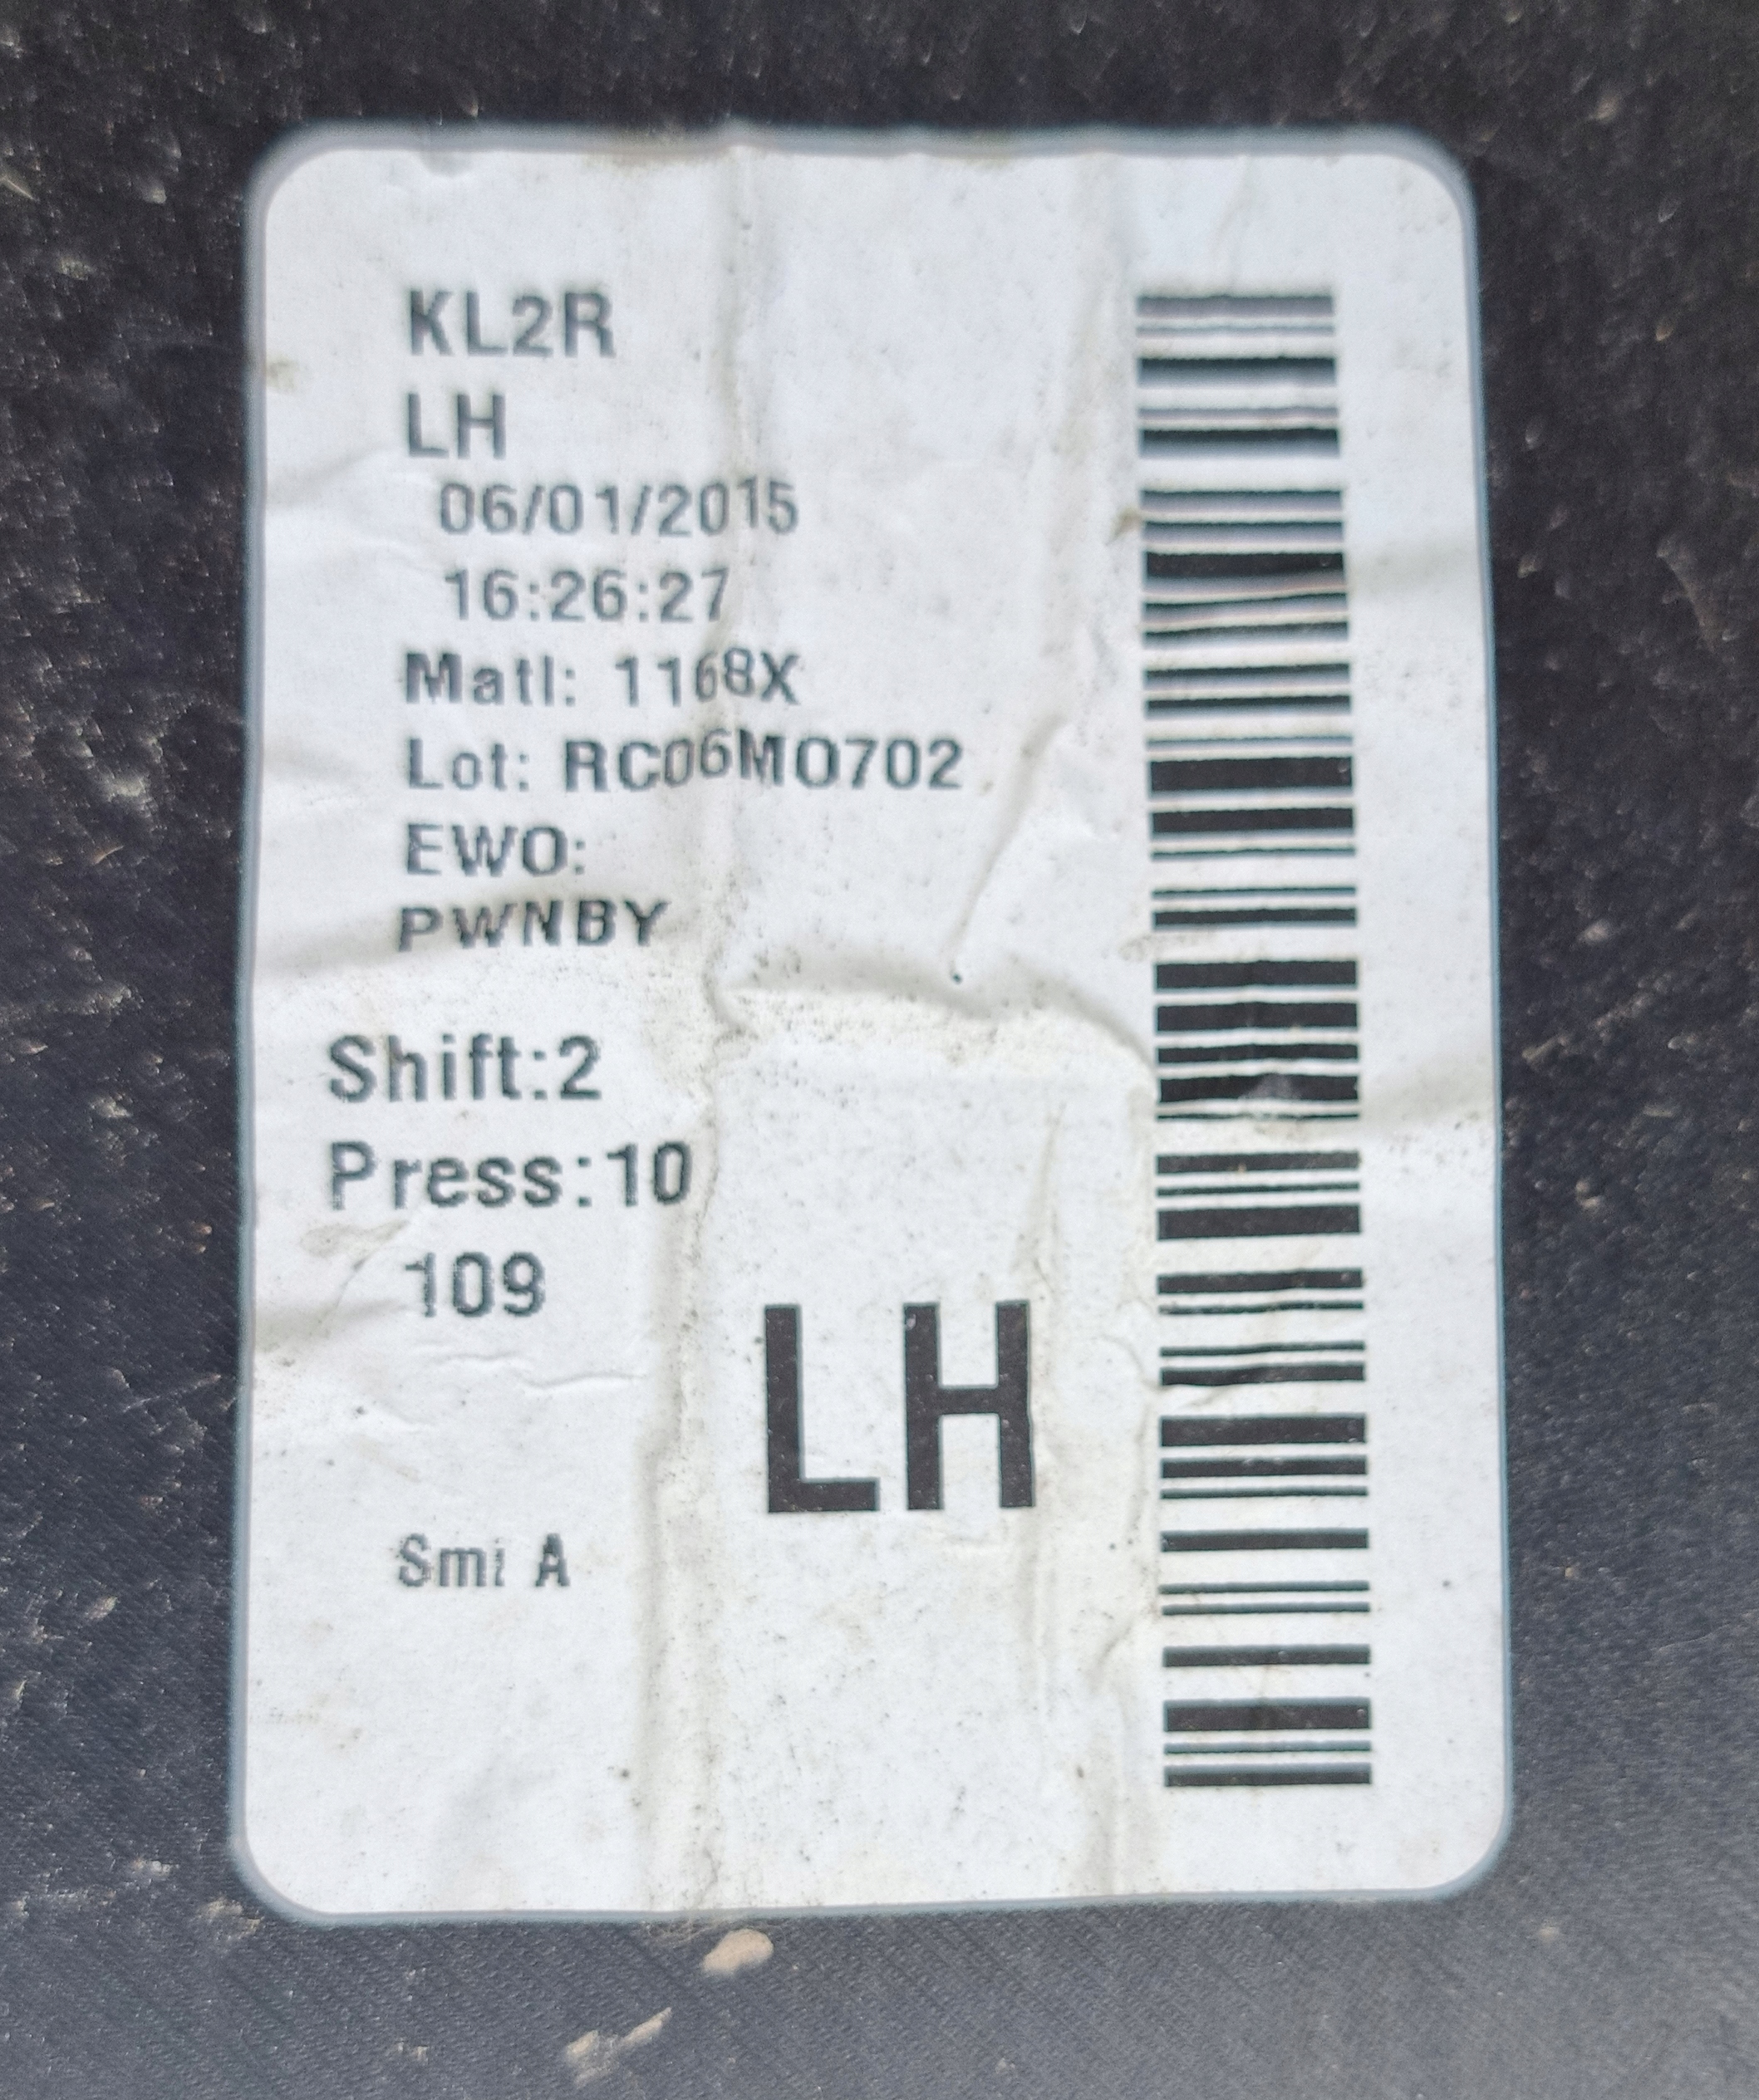 KL2R
LH
06/01/2015
16:26:27
Matl: 1168X
Lot: RC06MO702
EWO:
PWNBY
Shift:2
Press:10
109
LH
Smi A